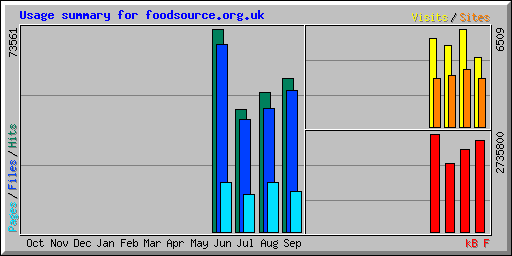 Usage summary for foodsource.org.uk
Visits / Sites
73561
6509
Pages / Files / Hits
2735800
Oct Nov Dec Jan Feb Mar Apr May Jun Jul Aug Sep
kB F